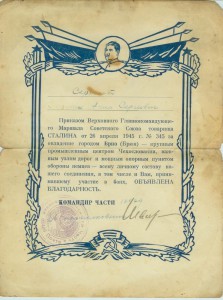 Приказом Верховного Главнокомандующего
Маршала Советского Союза товарища
СТАЛИНА от 26 апреля 1945 г. № 345 за
овладение городом Брно (Брюн) — крупным
промышленным центром Чехословакии, важным
узлом дорог и мощным опорным пунктом
обороны немцев — всему личному составу нашего
соединения, в том числе и Вам, принимавшему
участие в боях, ОБЪЯВЛЕНА
БЛАГОДАРНОСТЬ.
КОМАНДИР ЧАСТИ